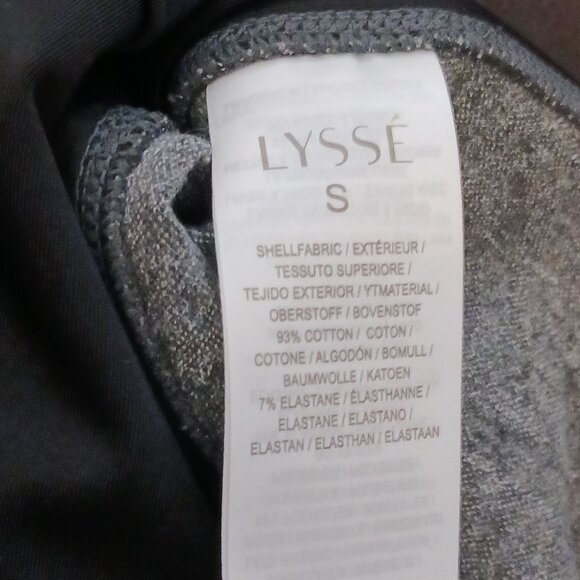 LYSSÉ
S
SHELLFABRIC / EXTÉRIEUR /
TESSUTO SUPERIORE /
TEJIDO EXTERIOR / YTMATERIAL /
OBERSTOFF / BOVENSTOF
93% COTTON / COTON /
COTONE / ALGODÓN / BOMULL /
BAUMWOLLE / KATOEN
7% ELASTANE / ÉLASTHANNE /
ELASTANE / ELASTANO /
ELASTAN / ELASTHAN / ELASTAAN